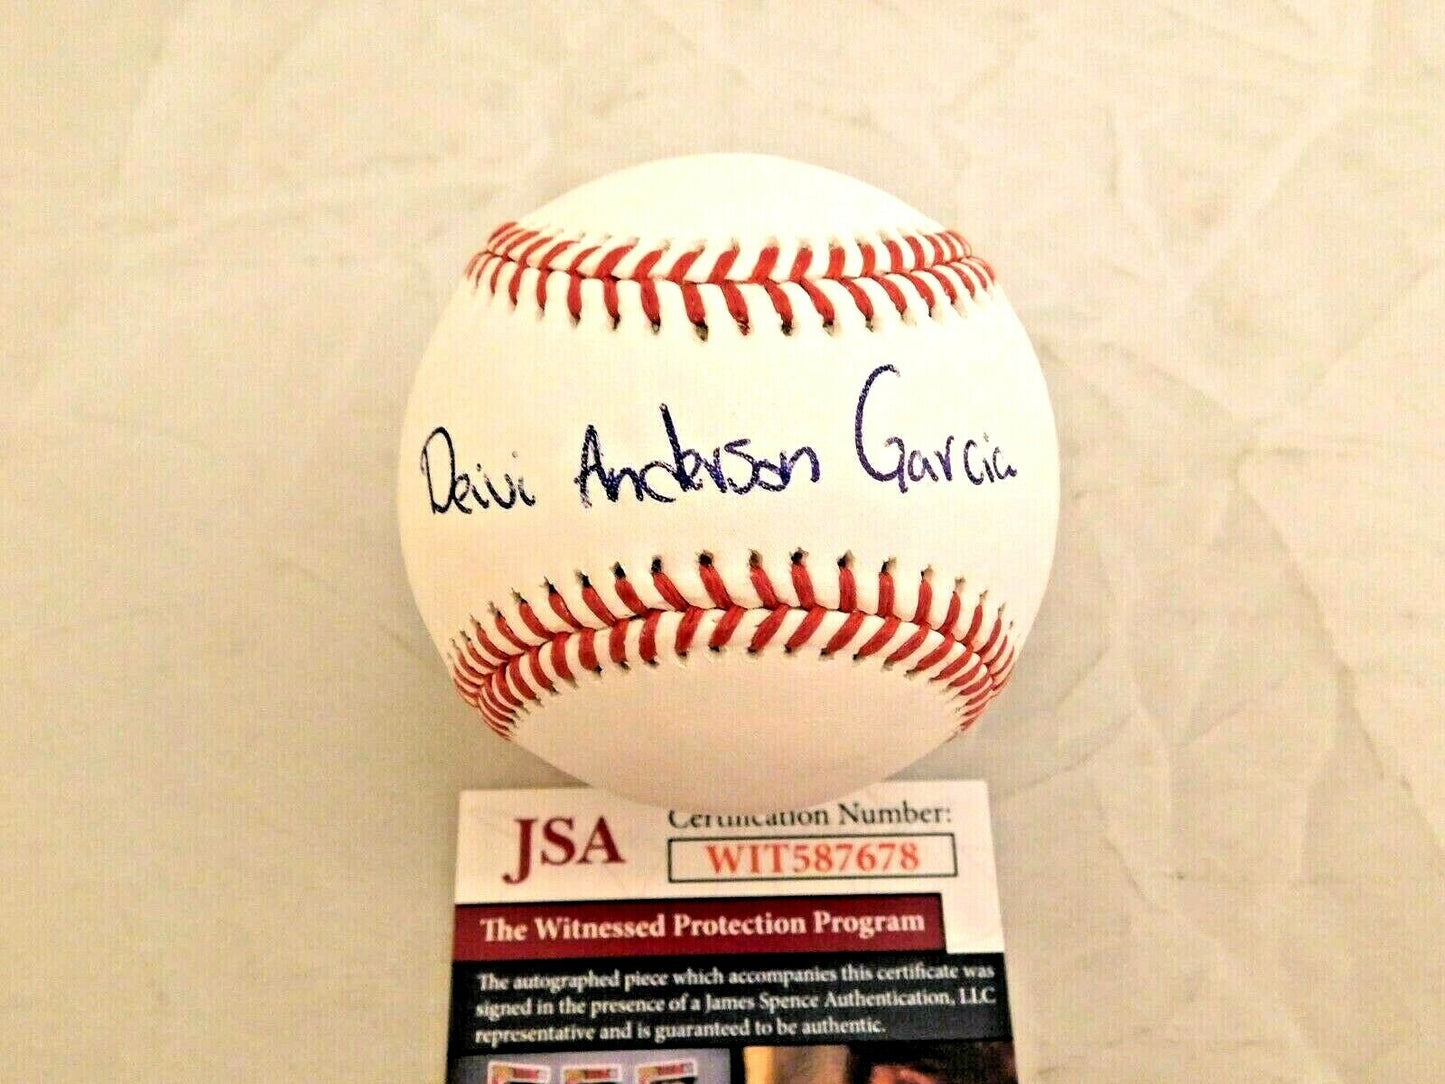 Deivi Anderson Garcia
JSA
Certification Number:
WIT587678
The Witnessed Protection Program
The autographed piece which accompanies this certificate was
signed in the presence of a James Spence Authentication, LLC
representative and is guaranteed to be authentic.